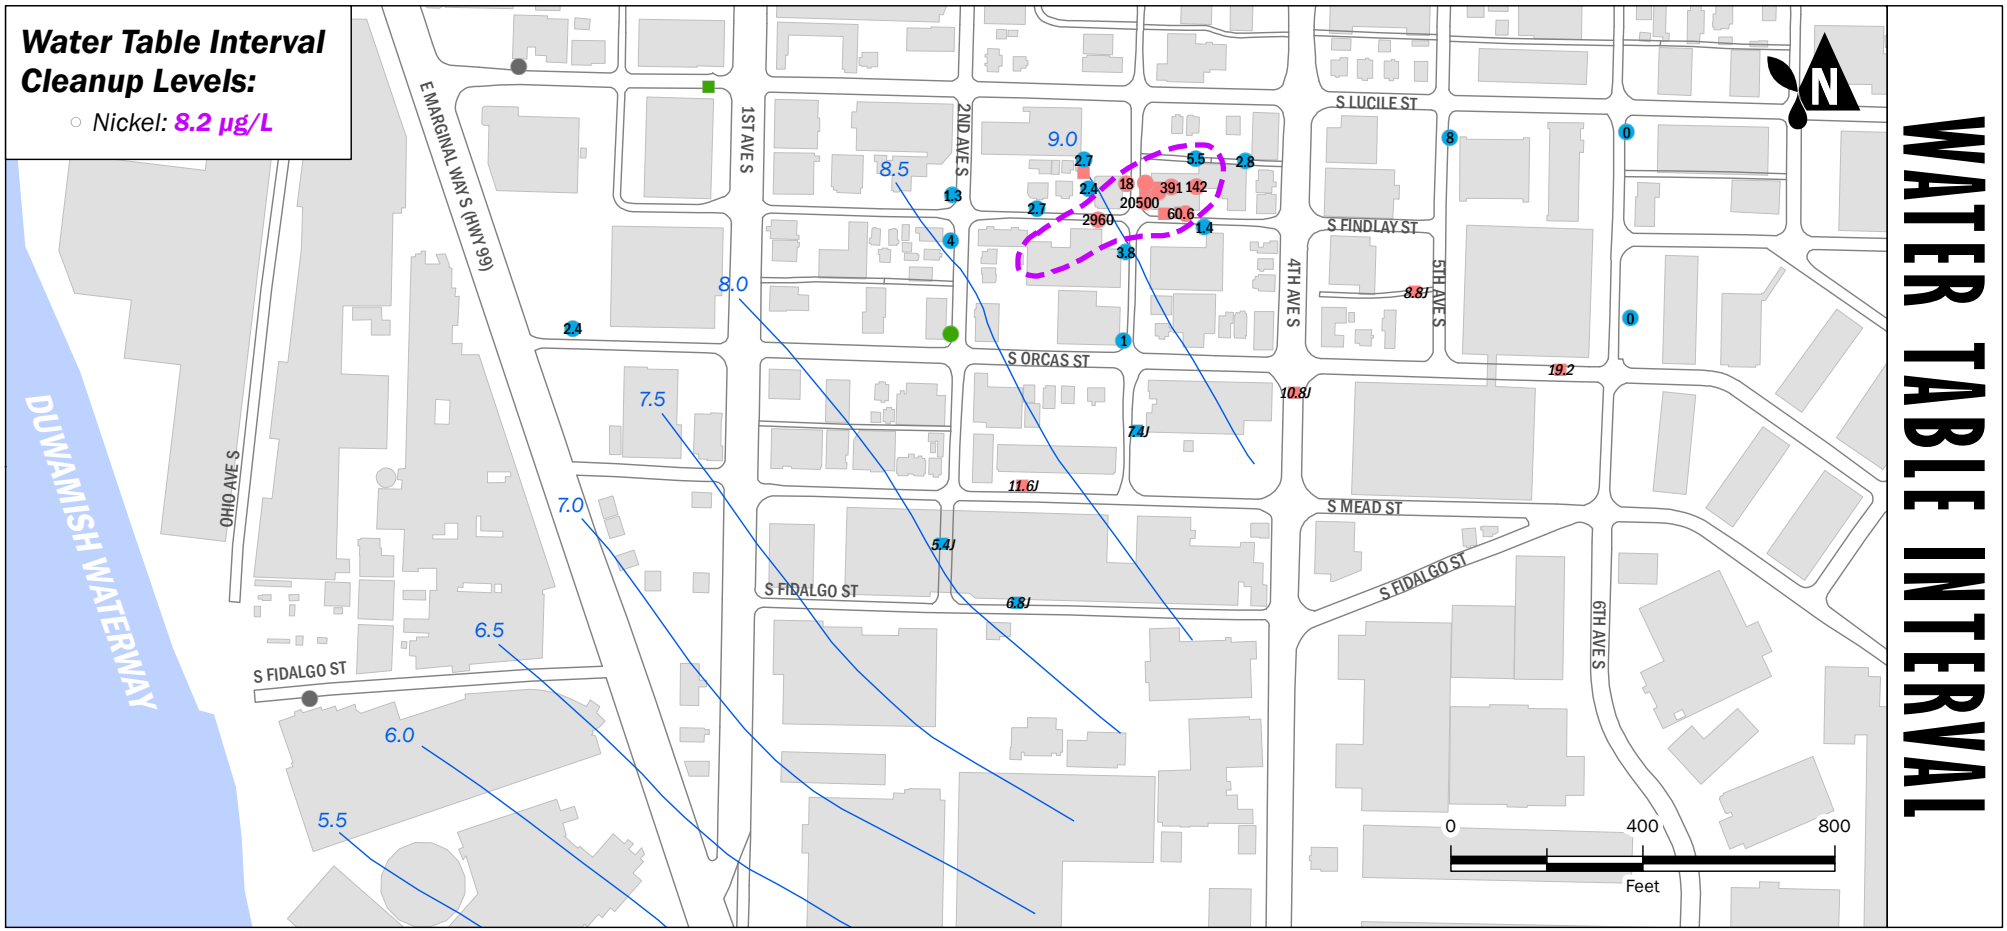 Water Table Interval
Cleanup Levels:
Nickel: 8.2 µg/L
N
WATER TABLE INTERVAL
E MARGINAL WAY S (HWY 99)
1ST AVE S
2ND AVE S
S LUCILE ST
9.0
8.5
8
0
2.7
5.5
2.8
2.4
18
391
142
1.3
20500
2.7
60.6
2960
1.4
S FINDLAY ST
4
3.8
4TH AVE S
5TH AVE S
8.0
8.8J
0
2.4
1
S ORCAS ST
19.2
10.8J
7.5
7.4J
DUWAMISH WATERWAY
OHIO AVE S
11.6J
7.0
S MEAD ST
5.4J
S FIDALGO ST
S FIDALGO ST
6.8J
6TH AVE S
6.5
S FIDALGO ST
6.0
5.5
0
400
800
Feet